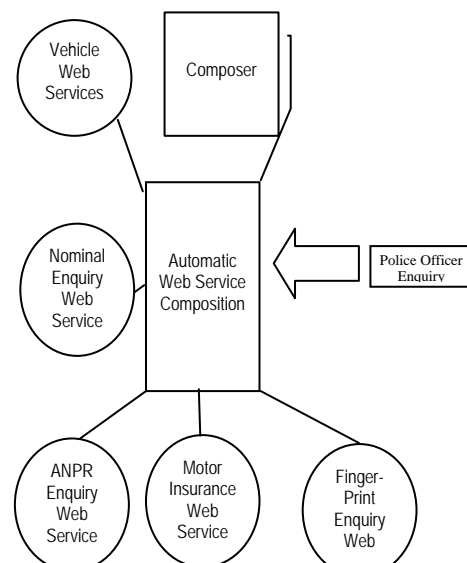 Vehicle
Web
Services
Composer
Nominal
Enquiry
Web
Service
Automatic
Web Service
Composition
Police Officer
Enquiry
ANPR
Enquiry
Web
Service
Motor
Insurance
Web
Service
Finger-
Print
Enquiry
Web